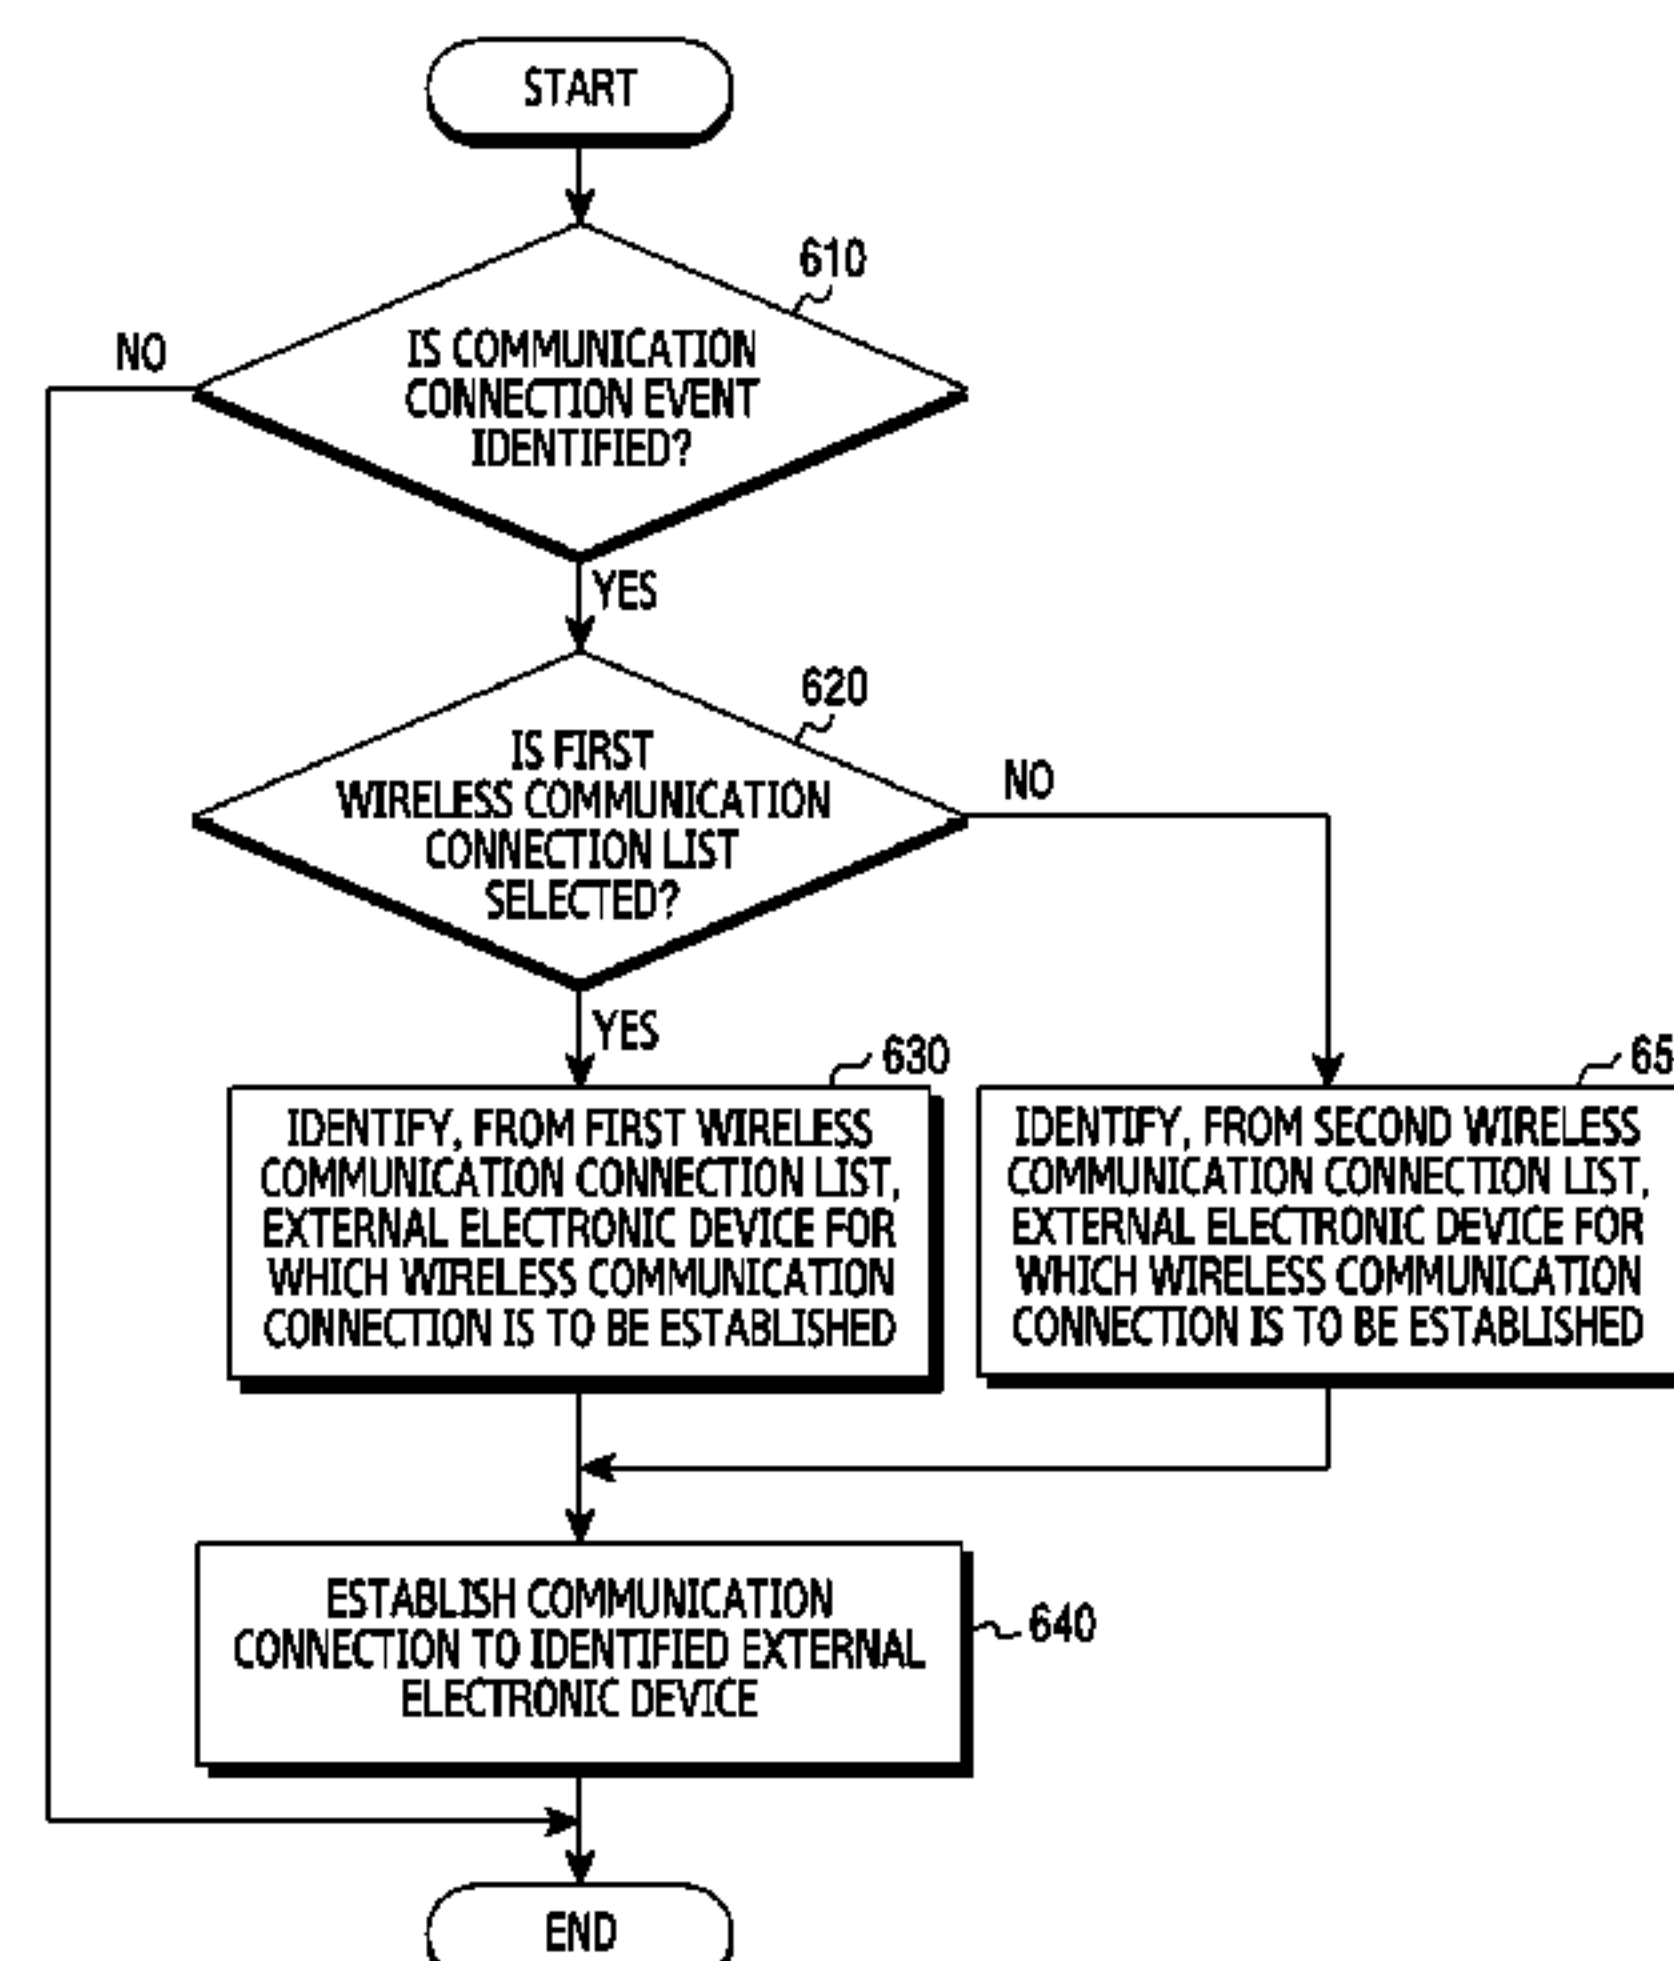 START
610
NO
IS COMMUNICATION
CONNECTION EVENT
IDENTIFIED?
YES
620
IS FIRST
WIRELESS COMMUNICATION
CONNECTION LIST
SELECTED?
NO
YES
630
IDENTIFY, FROM FIRST WIRELESS
COMMUNICATION CONNECTION LIST,
EXTERNAL ELECTRONIC DEVICE FOR
WHICH WIRELESS COMMUNICATION
CONNECTION IS TO BE ESTABLISHED
65
IDENTIFY, FROM SECOND WIRELESS
COMMUNICATION CONNECTION LIST,
EXTERNAL ELECTRONIC DEVICE FOR
WHICH WIRELESS COMMUNICATION
CONNECTION IS TO BE ESTABLISHED
ESTABLISH COMMUNICATION
CONNECTION TO IDENTIFIED EXTERNAL
ELECTRONIC DEVICE
640
END